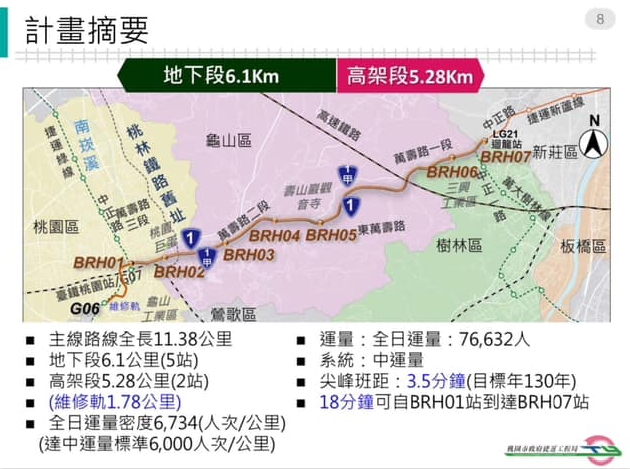 計畫摘要
8
地下段6.1Km
高架段5.28Km
N
捷運綠線
南崁溪
桃林鐵路舊址
龜山區
高速鐵路
中正路
捷運新蘆線
LG21
迴龍站
萬壽路一段
BRH07
新莊區
BRH06
三興
工業區
中正一路
萬大樹林線
1甲
1
壽山巖觀
音寺
中正路
萬壽路
三段
萬壽路二段
桃園區
桃園
巨蛋
1
1甲
BRH04
BRH05
東萬壽路
BRH03
樹林區
板橋區
BRH01
BRH02
臺鐵桃園站/G07
G06
維修軌
龜山
工業區
鶯歌區
■ 主線路線全長11.38公里
■ 地下段6.1公里(5站)
■ 高架段5.28公里(2站)
■ (維修軌1.78公里)
■ 全日運量密度6,734(人次/公里)
(達中運量標準6,000人次/公里)
■ 運量：全日運量：76,632人
■ 系統：中運量
■ 尖峰班距：3.5分鐘(目標年130年)
■ 18分鐘可自BRH01站到達BRH07站
桃園市政府捷運工程局